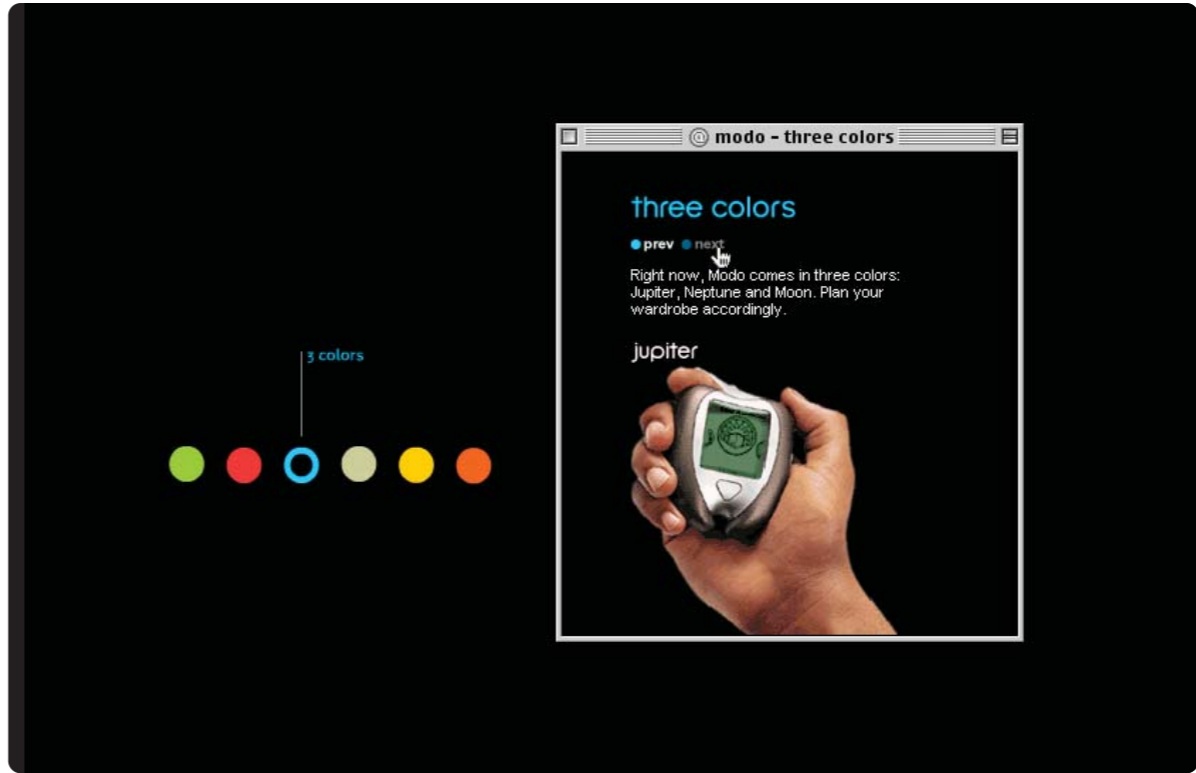 3 colors
@ modo - three colors
three colors
prev next
Right now, Modo comes in three colors:
Jupiter, Neptune and Moon. Plan your
wardrobe accordingly.
jupiter